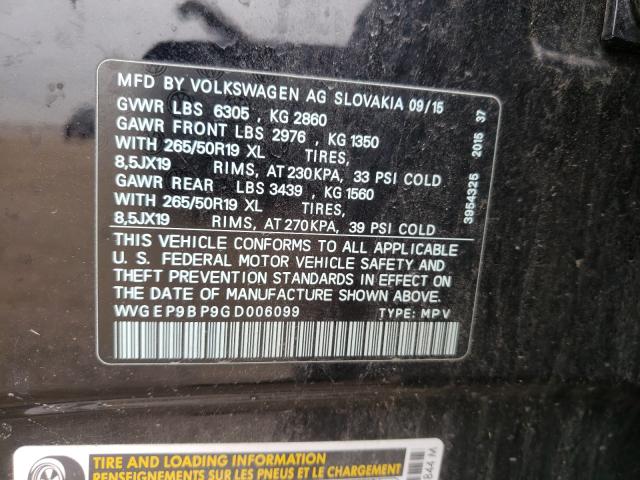 MFD BY VOLKSWAGEN AG SLOVAKIA 09/15
GVWR LBS 6305, KG 2860
GAWR FRONT LBS 2976, KG 1350
WITH 265/50R19 XL TIRES,
8,5JX19 RIMS, AT 230KPA, 33 PSI COLD
GAWR REAR LBS 3439, KG 1560
WITH 265/50R19 XL TIRES,
8,5JX19 RIMS, AT 270KPA, 39 PSI COLD
THIS VEHICLE CONFORMS TO ALL APPLICABLE
U. S. FEDERAL MOTOR VEHICLE SAFETY AND
THEFT PREVENTION STANDARDS IN EFFECT ON
THE DATE OF MANUFACTURE SHOWN ABOVE.
WVGEP9BP9GD006099 TYPE: MPV
3954325 2015 37
TIRE AND LOADING INFORMATION
RENSEIGNEMENTS SUR LES PNEUS ET LE CHARGEMENT
844 M